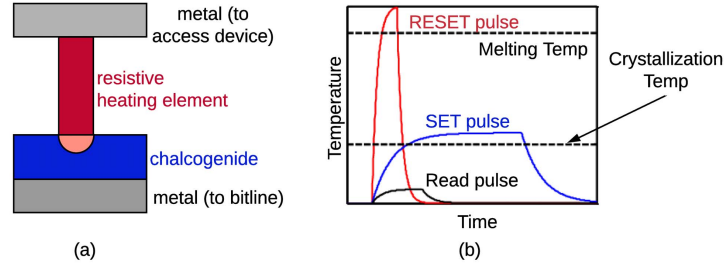 metal (to
access device)
resistive
heating element
chalcogenide
metal (to bitline)
(a)
RESET pulse
Melting Temp
Crystallization
Temp
SET pulse
Read pulse
Temperature
Time
(b)